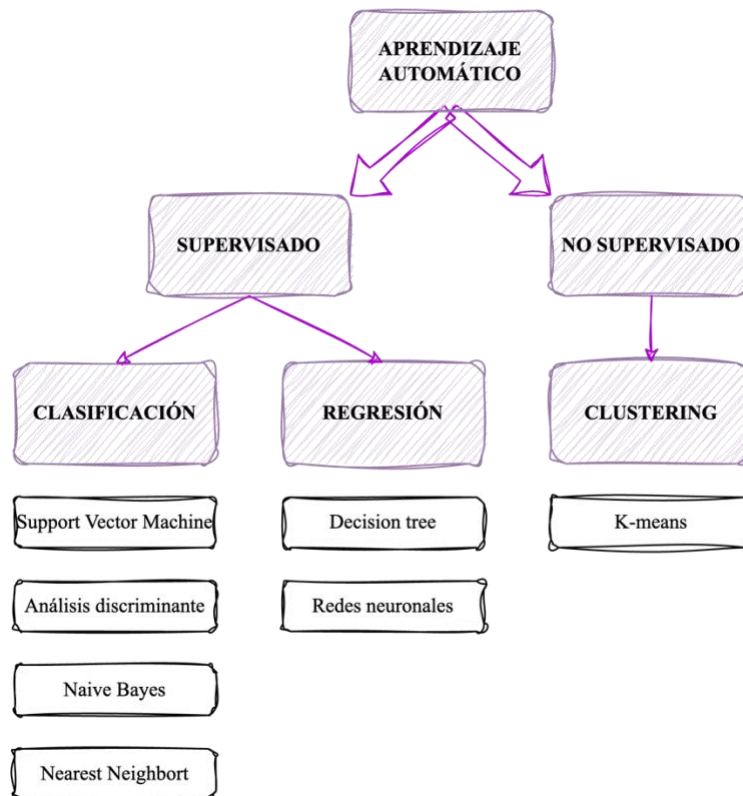 APRENDIZAJE
AUTOMÁTICO
SUPERVISADO
NO SUPERVISADO
CLASIFICACIÓN
REGRESIÓN
CLUSTERING
Support Vector Machine
Decision tree
K-means
Análisis discriminante
Redes neuronales
Naive Bayes
Nearest Neighbort